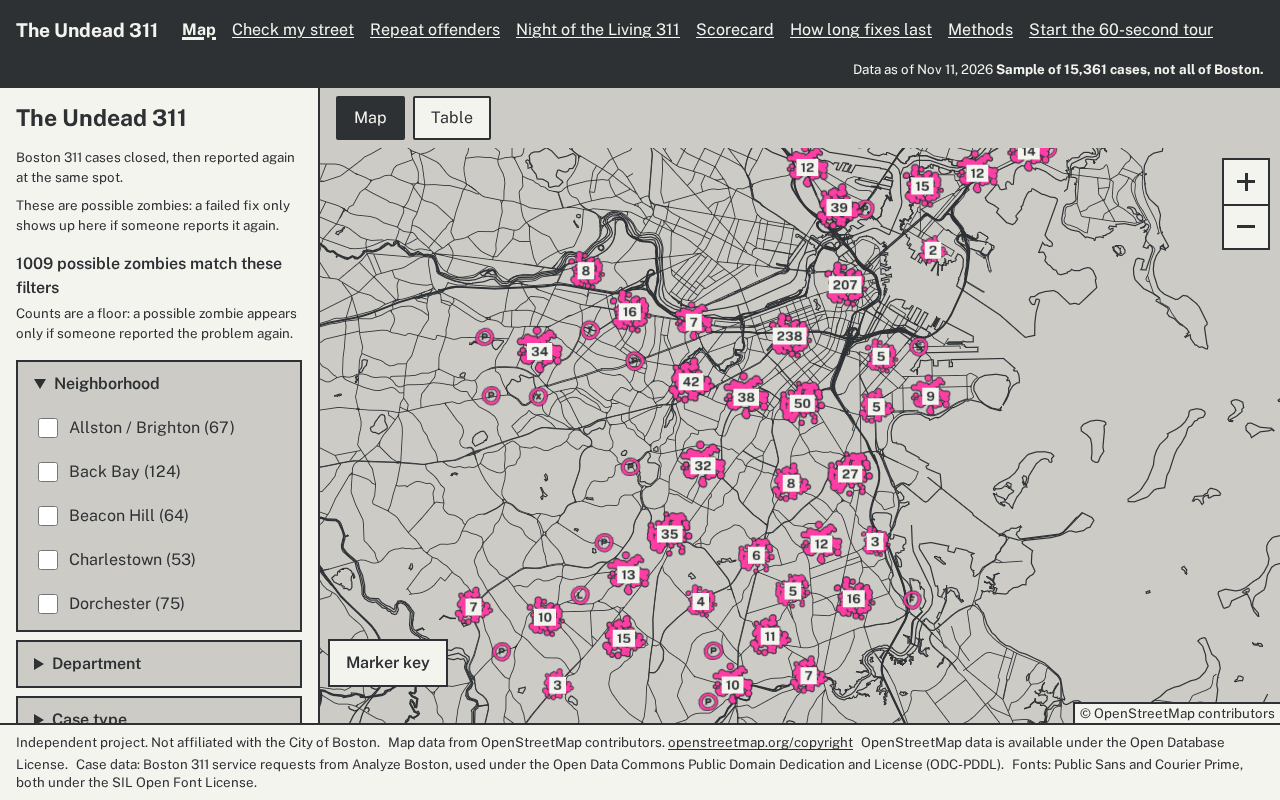 The Undead 311 Map Check my street Repeat offenders Night of the Living 311 Scorecard How long fixes last Methods Start the 60-second tour
Data as of Nov 11, 2026 Sample of 15,361 cases, not all of Boston.
The Undead 311
Boston 311 cases closed, then reported again
at the same spot.
These are possible zombies: a failed fix only
shows up here if someone reports it again.
1009 possible zombies match these
filters
Counts are a floor: a possible zombie appears
only if someone reported the problem again.
▼ Neighborhood
Allston / Brighton (67)
Back Bay (124)
Beacon Hill (64)
Charlestown (53)
Dorchester (75)
▶ Department
Case type
Map Table
14
12
12
15
39
2
8
207
16
7
238
34
5
42
38
50
5
9
32
8
27
35
12
3
6
13
4
5
16
7
10
15
11
P
P
3
10
7
P
P
P
P
P
+
−
Marker key
© OpenStreetMap contributors
Independent project. Not affiliated with the City of Boston. Map data from OpenStreetMap contributors. openstreetmap.org/copyright OpenStreetMap data is available under the Open Database
License. Case data: Boston 311 service requests from Analyze Boston, used under the Open Data Commons Public Domain Dedication and License (ODC-PDDL). Fonts: Public Sans and Courier Prime,
both under the SIL Open Font License.